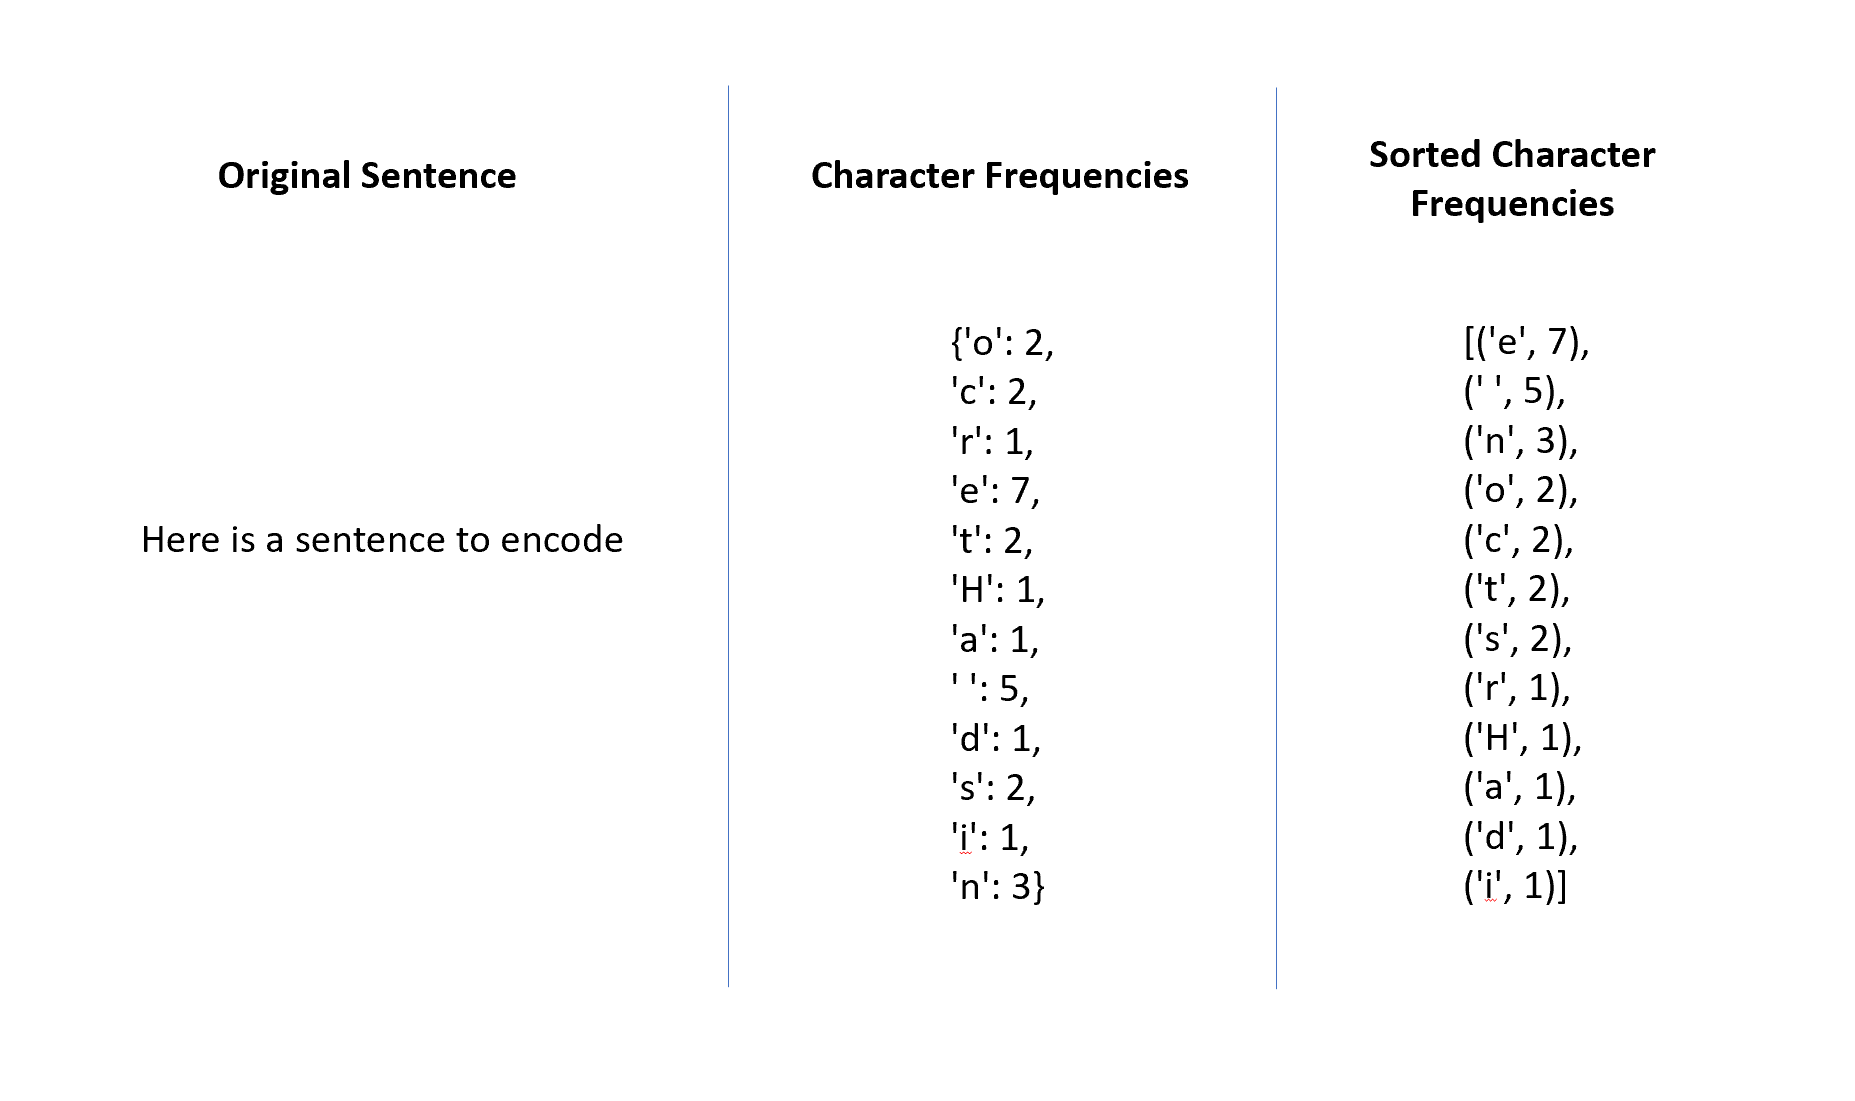 Original Sentence
Here is a sentence to encode
Character Frequencies
{'o': 2,
'c': 2,
'r': 1,
'e': 7,
't': 2,
'H': 1,
'a': 1,
' ': 5,
'd': 1,
's': 2,
'i': 1,
'n': 3}
Sorted Character
Frequencies
[('e', 7),
(' ', 5),
('n', 3),
('o', 2),
('c', 2),
('t', 2),
('s', 2),
('r', 1),
('H', 1),
('a', 1),
('d', 1),
('i', 1)]